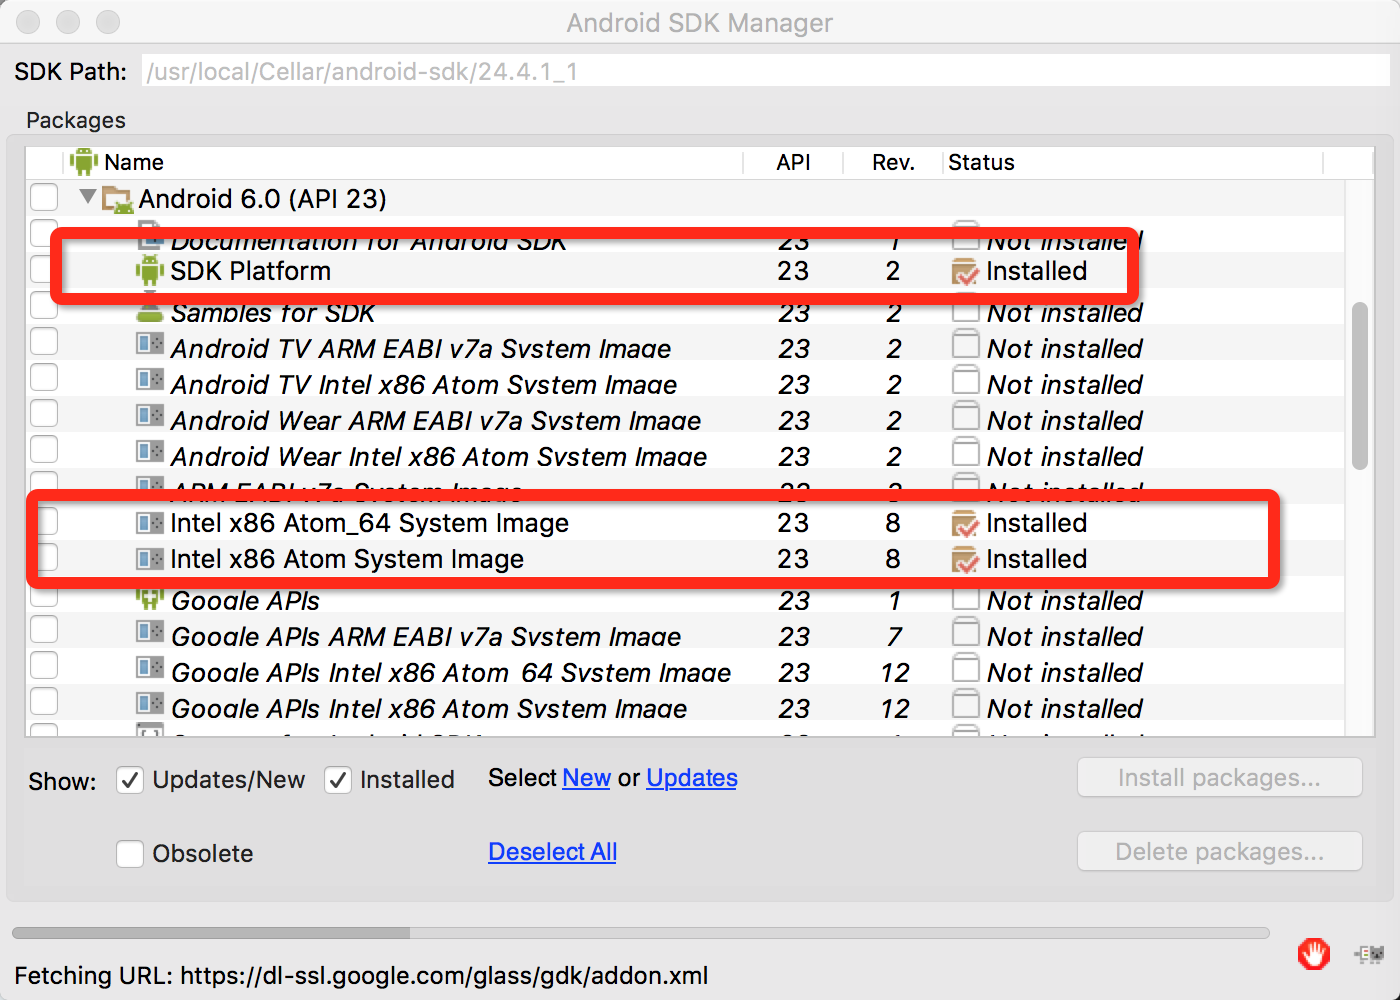 Android SDK Manager
SDK Path: /usr/local/Cellar/android-sdk/24.4.1_1
Packages
Name API Rev. Status
Android 6.0 (API 23)
Documentation for Android SDK 23 1 Not installed
SDK Platform 23 2 Installed
Samples for SDK 23 2 Not installed
Android TV ARM EABI v7a System Image 23 2 Not installed
Android TV Intel x86 Atom System Image 23 2 Not installed
Android Wear ARM EABI v7a System Image 23 2 Not installed
Android Wear Intel x86 Atom System Image 23 2 Not installed
ARM EABI v7a System Image 23 3 Not installed
Intel x86 Atom_64 System Image 23 8 Installed
Intel x86 Atom System Image 23 8 Installed
Google APIs 23 1 Not installed
Google APIs ARM EABI v7a System Image 23 7 Not installed
Google APIs Intel x86 Atom_64 System Image 23 12 Not installed
Google APIs Intel x86 Atom System Image 23 12 Not installed
Show: Updates/New Installed Select New or Updates Install packages...
Obsolete Deselect All Delete packages...
Fetching URL: https://dl-ssl.google.com/glass/gdk/addon.xml